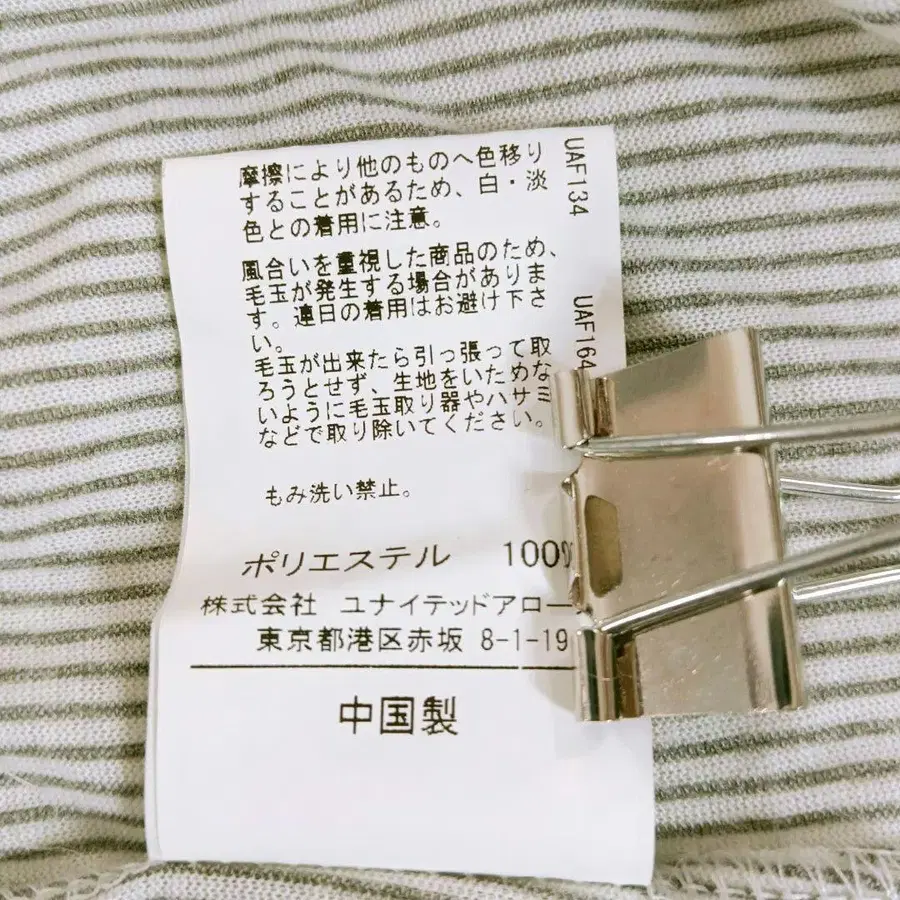 摩擦により他のものへ色移り
することがあるため、白・淡
色との着用に注意。
風合いを重視した商品のため、
毛玉が発生する場合がありま
す。連日の着用はお避け下さ
い。
毛玉が出来たら引っ張って取
ろうとせず、生地をいためな
いように毛玉取り器やハサミ
などで取り除いてください。
もみ洗い禁止。
ポリエステル 100%
株式会社 ユナイテッドアロー
東京都港区赤坂 8-1-19
中国製
UAF134
UAF164